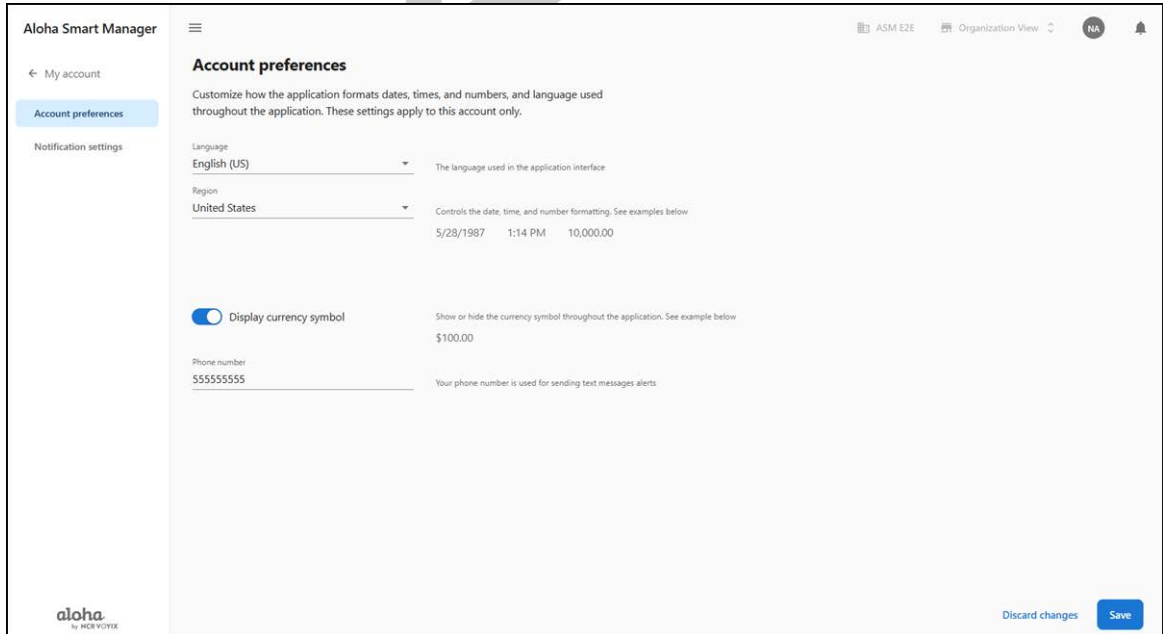 Aloha Smart Manager
ASM E2E
Organization View
NA
My account
Account preferences
Notification settings
Account preferences
Customize how the application formats dates, times, and numbers, and language used
throughout the application. These settings apply to this account only.
Language
English (US)
The language used in the application interface
Region
United States
Controls the date, time, and number formatting. See examples below
5/28/1987 1:14 PM 10,000.00
Display currency symbol
Show or hide the currency symbol throughout the application. See example below
$100.00
Phone number
555555555
Your phone number is used for sending text messages alerts
Discard changes
Save
aloha
by NCR VOYIX